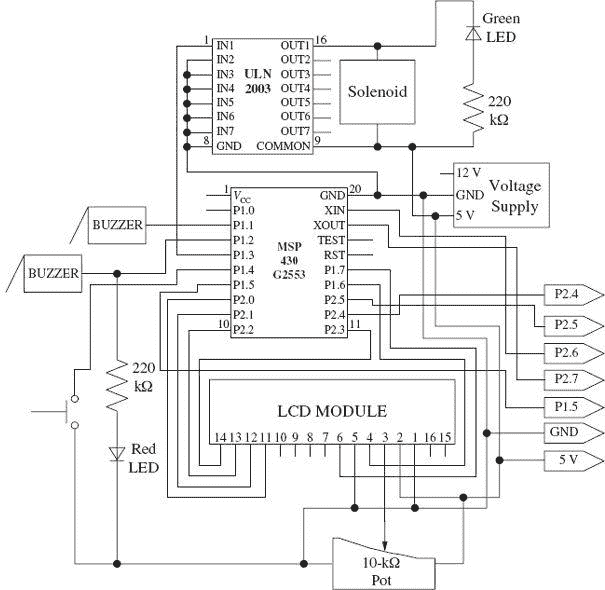 Green
LED
1 IN1 OUT1 16
IN2 OUT2
IN3 ULN OUT3
IN4 2003 OUT4
IN5 OUT5
IN6 OUT6
IN7 OUT7
8 GND COMMON 9
Solenoid
220
kΩ
12 V
GND Voltage
5 V Supply
1 VCC GND 20
P1.0 XIN
BUZZER P1.1 XOUT
P1.2 MSP TEST
P1.3 430 RST
BUZZER P1.4 G2553 P1.7
P1.5 P1.6
P2.0 P2.5
P2.1 P2.4
10 P2.2 P2.3 11
P2.4
P2.5
P2.6
P2.7
P1.5
GND
5 V
220
kΩ
Red
LED
LCD MODULE
14 13 12 11 10 9 8 7 6 5 4 3 2 1 16 15
10-kΩ
Pot